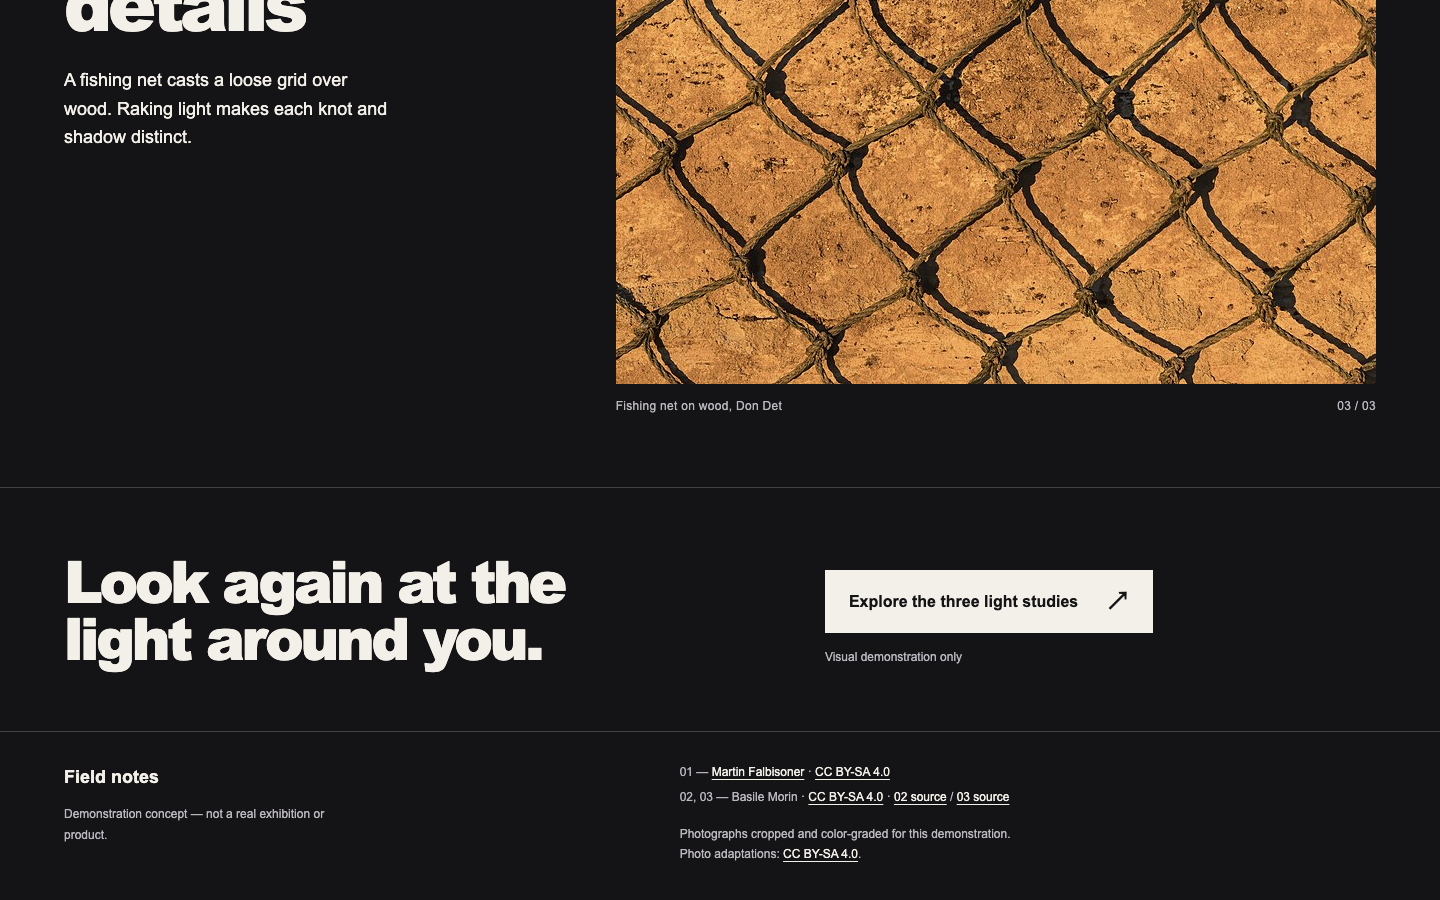 details
A fishing net casts a loose grid over
wood. Raking light makes each knot and
shadow distinct.
Fishing net on wood, Don Det
03 / 03
Look again at the
light around you.
Explore the three light studies ↗
Visual demonstration only
Field notes
Demonstration concept — not a real exhibition or
product.
01 — Martin Falbisoner · CC BY-SA 4.0
02, 03 — Basile Morin · CC BY-SA 4.0 · 02 source / 03 source
Photographs cropped and color-graded for this demonstration.
Photo adaptations: CC BY-SA 4.0.